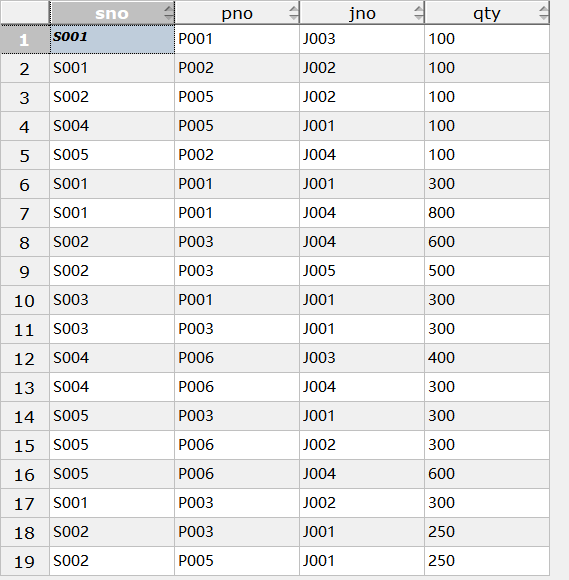 sno pno jno qty
1 S001 P001 J003 100
2 S001 P002 J002 100
3 S002 P005 J002 100
4 S004 P005 J001 100
5 S005 P002 J004 100
6 S001 P001 J001 300
7 S001 P001 J004 800
8 S002 P003 J004 600
9 S002 P003 J005 500
10 S003 P001 J001 300
11 S003 P003 J001 300
12 S004 P006 J003 400
13 S004 P006 J004 300
14 S005 P003 J001 300
15 S005 P006 J002 300
16 S005 P006 J004 600
17 S001 P003 J002 300
18 S002 P003 J001 250
19 S002 P005 J001 250